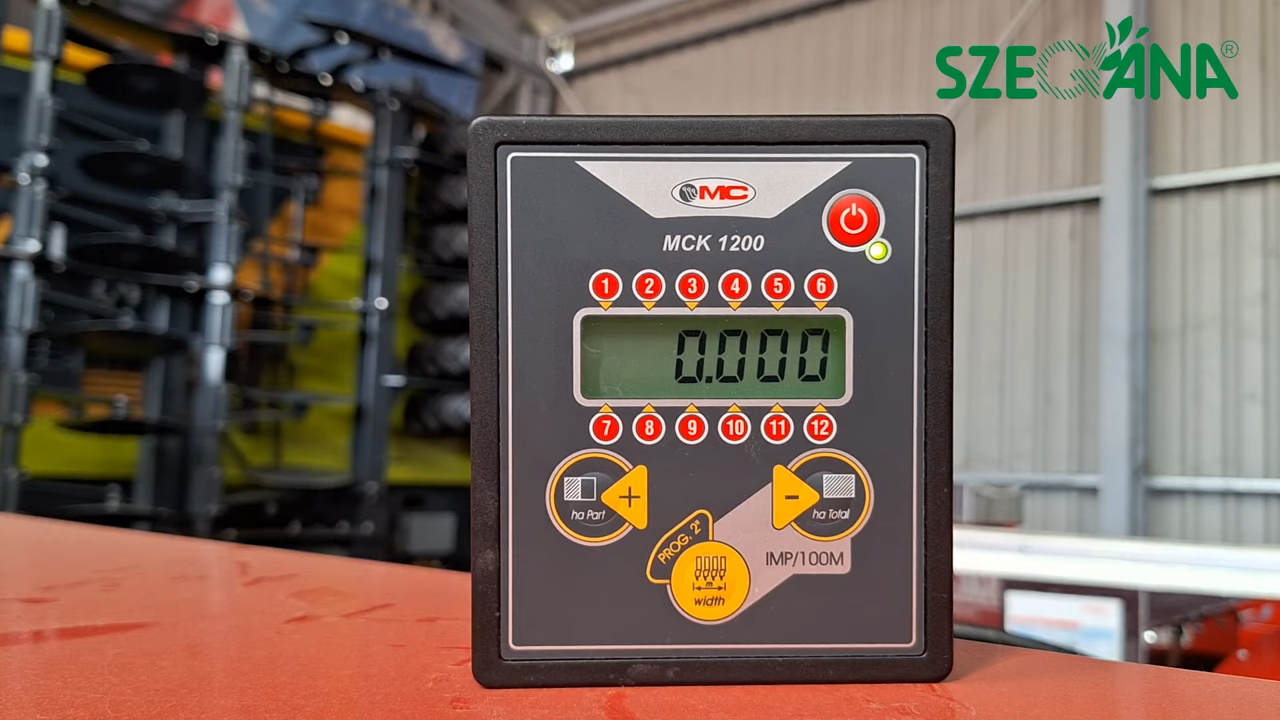 SZEGÁNA®
MC
MCK 1200
1 2 3 4 5 6
0.000
7 8 9 10 11 12
+ -
ha Part ha Total
PROG. 2"
IMP/100M
m
width